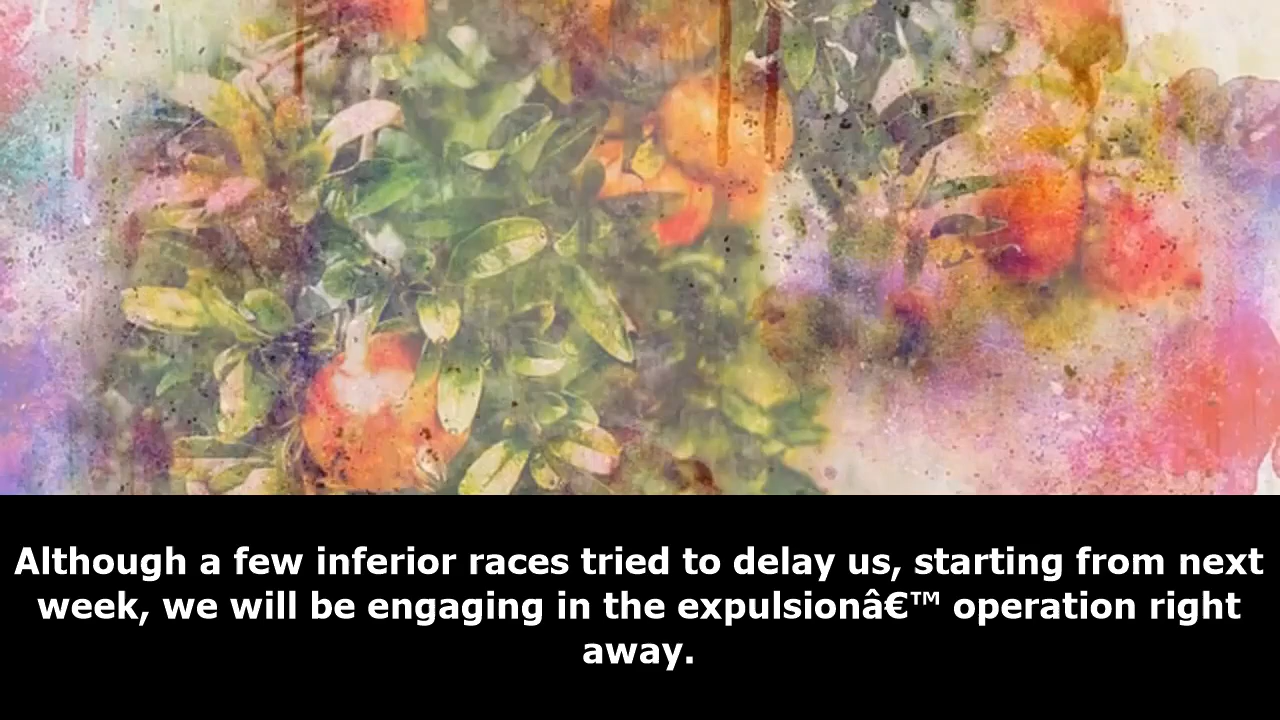 Although a few inferior races tried to delay us, starting from next
week, we will be engaging in the expulsionâ€™ operation right
away.